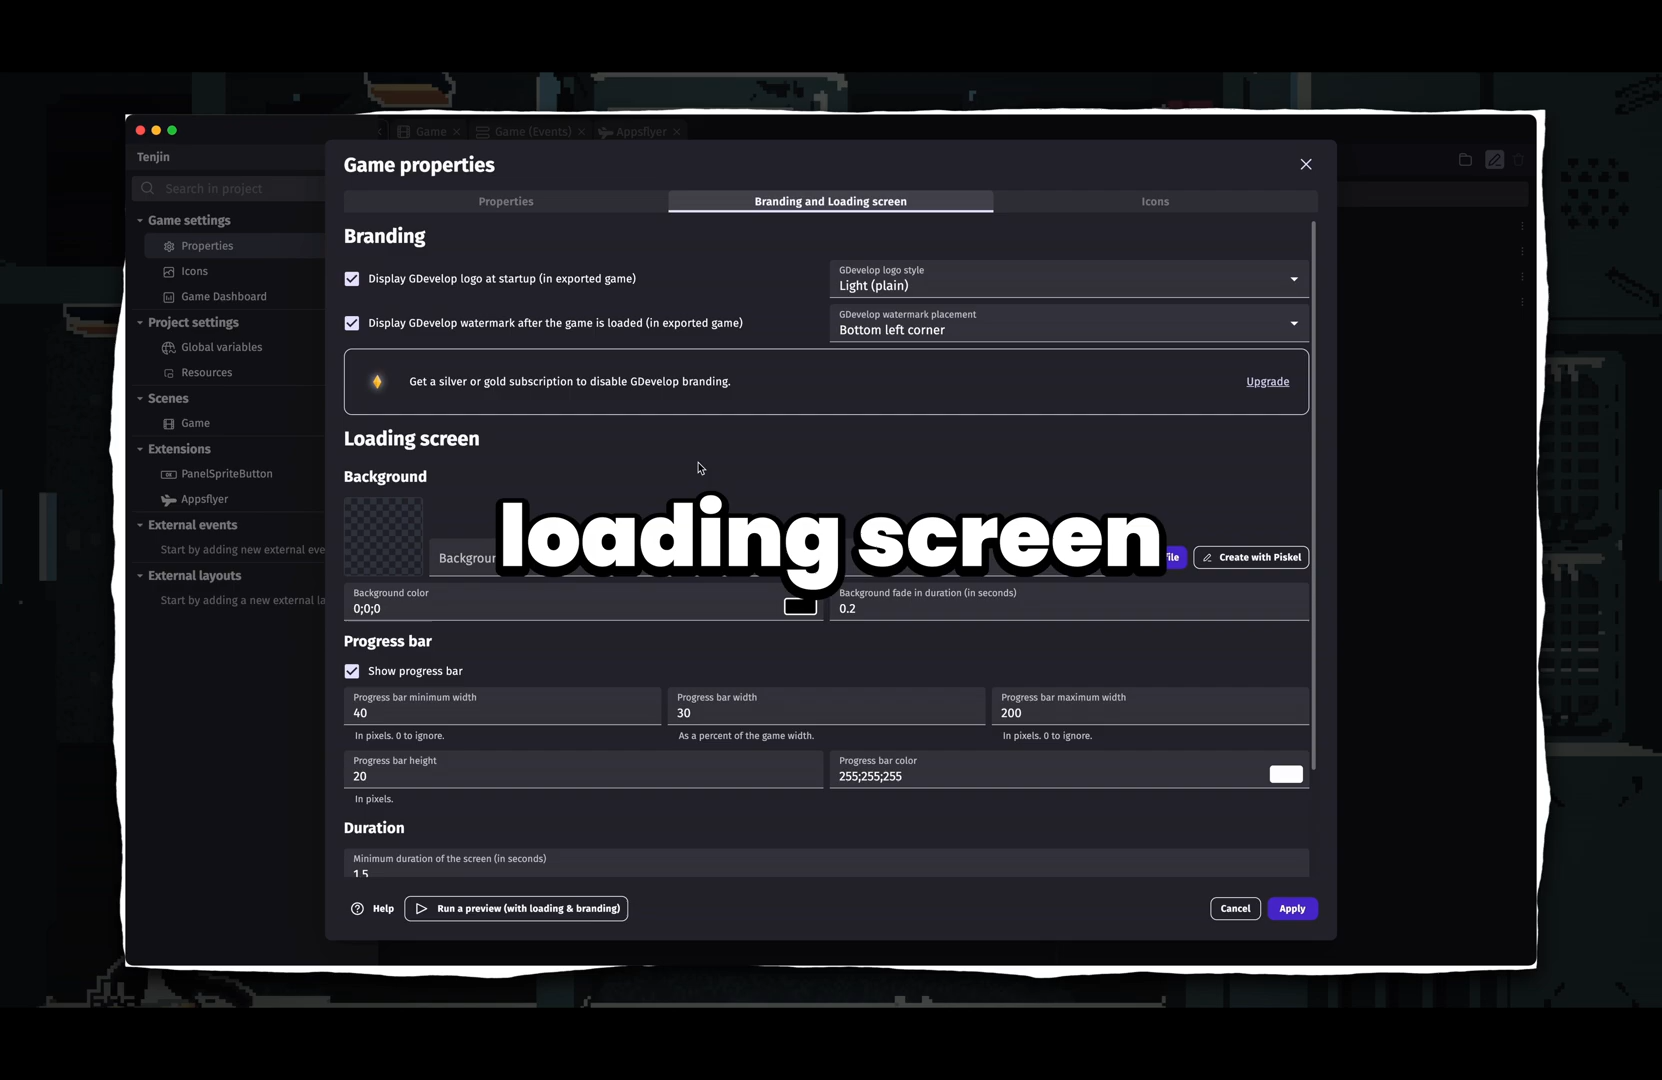 Game
Game (Events)
Appsflyer
Tenjin
Search in project
Game settings
Properties
Icons
Game Dashboard
Project settings
Global variables
Resources
Scenes
Game
Extensions
PanelSpriteButton
Appsflyer
External events
Start by adding new external eve
External layouts
Start by adding a new external la
Game properties
Properties
Branding and Loading screen
Icons
Branding
Display GDevelop logo at startup (in exported game)
GDevelop logo style
Light (plain)
Display GDevelop watermark after the game is loaded (in exported game)
GDevelop watermark placement
Bottom left corner
Get a silver or gold subscription to disable GDevelop branding.
Upgrade
Loading screen
Background
loading screen
Create with Piskel
Background color
0;0;0
Background fade in duration (in seconds)
0.2
Progress bar
Show progress bar
Progress bar minimum width
40
In pixels. 0 to ignore.
Progress bar width
30
As a percent of the game width.
Progress bar maximum width
200
In pixels. 0 to ignore.
Progress bar height
20
In pixels.
Progress bar color
255;255;255
Duration
Minimum duration of the screen (in seconds)
1.5
Help
Run a preview (with loading & branding)
Cancel
Apply